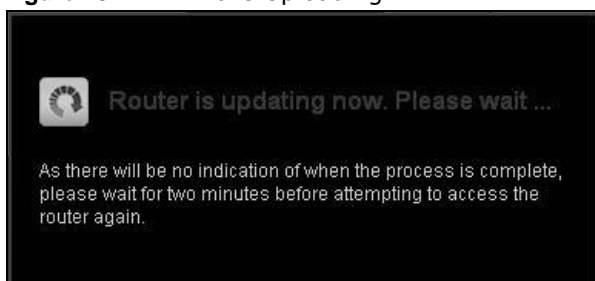 Router is updating now. Please wait ...
As there will be no indication of when the process is complete,
please wait for two minutes before attempting to access the
router again.